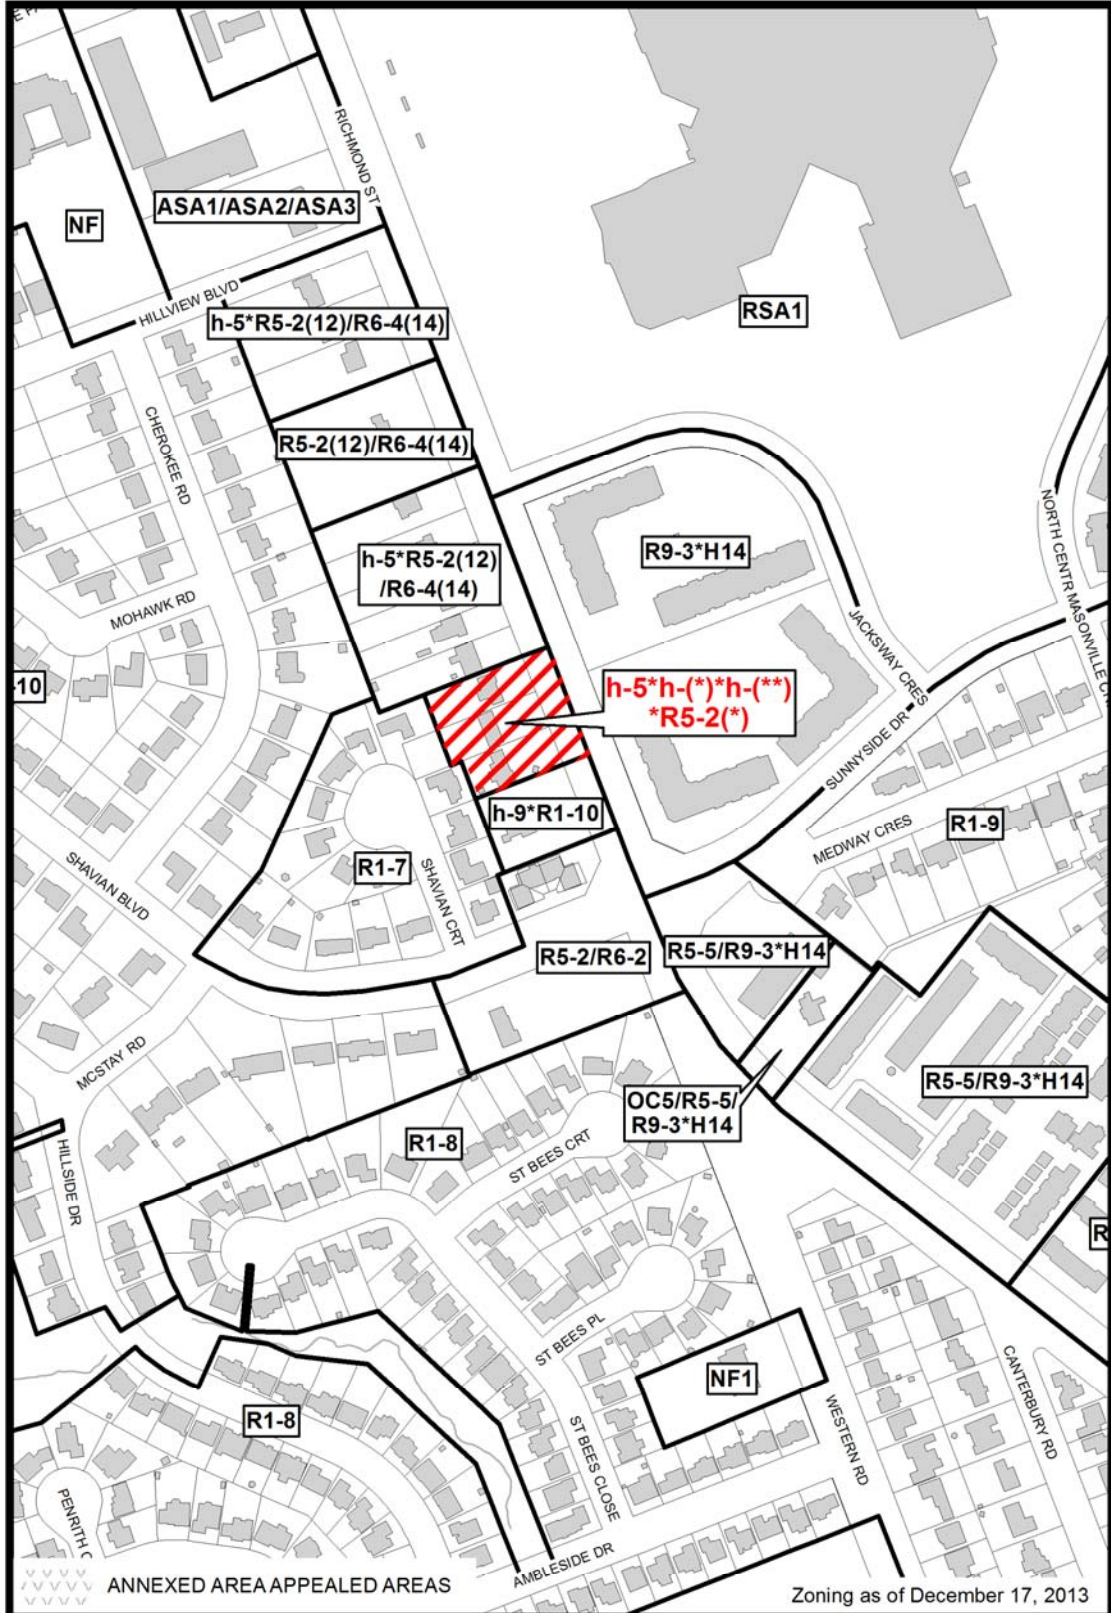 RICHMOND ST
NF
ASA1/ASA2/ASA3
HILLVIEW BLVD
RSA1
h-5*R5-2(12)/R6-4(14)
CHEROKEE RD
R5-2(12)/R6-4(14)
NORTH CENTR
MASONVILLE
R9-3*H14
h-5*R5-2(12)
/R6-4(14)
MOHAWK RD
JACKSWAY CRES
-10
h-5*h-(*)*h-(**)
*R5-2(*)
SUNNYSIDE DR
h-9*R1-10
MEDWAY CRES
R1-9
SHAVIAN BLVD
R1-7
SHAVIAN CRT
R5-2/R6-2
R5-5/R9-3*H14
MCSTAY RD
R5-5/R9-3*H14
OC5/R5-5/
R9-3*H14
R1-8
ST BEES CRT
HILLSIDE DR
R
ST BEES PL
NF1
CANTERBURY RD
WESTERN RD
R1-8
ST BEES CLOSE
PENRITH C
AMBLESIDE DR
ANNEXED AREA APPEALED AREAS
Zoning as of December 17, 2013